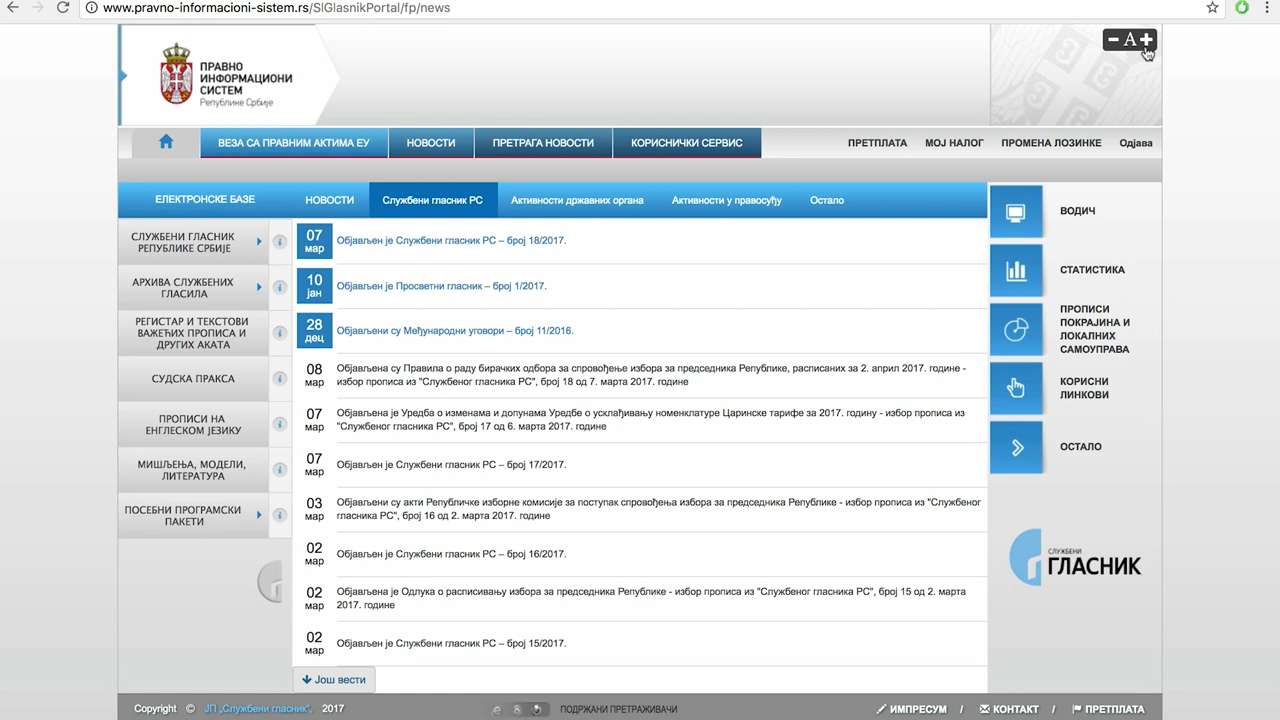 www.pravno-informacioni-sistem.rs/SlGlasnikPortal/fp/news
A
ПРАВНО
ИНФОРМАЦИОНИ
СИСТЕМ
Републике Србије
ВЕЗА СА ПРАВНИМ АКТИМА ЕУ
НОВОСТИ
ПРЕТРАГА НОВОСТИ
КОРИСНИЧКИ СЕРВИС
ПРЕТПЛАТА
МОЈ НАЛОГ
ПРОМЕНА ЛОЗИНКЕ
Одјава
ЕЛЕКТРОНСКЕ БАЗЕ
НОВОСТИ
Службени гласник РС
Активности државних органа
Активности у правосуђу
Остало
СЛУЖБЕНИ ГЛАСНИК
РЕПУБЛИКЕ СРБИЈЕ
АРХИВА СЛУЖБЕНИХ
ГЛАСИЛА
РЕГИСТАР И ТЕКСТОВИ
ВАЖЕЋИХ ПРОПИСА И
ДРУГИХ АКАТА
СУДСКА ПРАКСА
ПРОПИСИ НА
ЕНГЛЕСКОМ ЈЕЗИКУ
МИШЉЕЊА, МОДЕЛИ,
ЛИТЕРАТУРА
ПОСЕБНИ ПРОГРАМСКИ
ПАКЕТИ
07
мар
Објављен је Службени гласник РС – број 18/2017.
10
јан
Објављен је Просветни гласник – број 1/2017.
28
дец
Објављени су Међународни уговори – број 11/2016.
08
мар
Објављена су Правила о раду бирачких одбора за спровођење избора за председника Републике, расписаних за 2. април 2017. године -
избор прописа из "Службеног гласника РС", број 18 од 7. марта 2017. године
07
мар
Објављена је Уредба о изменама и допунама Уредбе о усклађивању номенклатуре Царинске тарифе за 2017. годину - избор прописа из
"Службеног гласника РС", број 17 од 6. марта 2017. године
07
мар
Објављен је Службени гласник РС – број 17/2017.
03
мар
Објављени су акти Републичке изборне комисије за поступак спровођења избора за председника Републике - избор прописа из "Службеног
гласника РС", број 16 од 2. марта 2017. године
02
мар
Објављен је Службени гласник РС – број 16/2017.
02
мар
Објављена је Одлука о расписивању избора за председника Републике - избор прописа из "Службеног гласника РС", број 15 од 2. марта
2017. године
02
мар
Објављен је Службени гласник РС – број 15/2017.
Још вести
ВОДИЧ
СТАТИСТИКА
ПРОПИСИ
ПОКРАЈИНА И
ЛОКАЛНИХ
САМОУПРАВА
КОРИСНИ
ЛИНКОВИ
ОСТАЛО
СЛУЖБЕНИ
ГЛАСНИК
Copyright © ЈП „Службени гласник“, 2017
ПОДРЖАНИ ПРЕТРАЖИВАЧИ
ИМПРЕСУМ / КОНТАКТ / ПРЕТПЛАТА